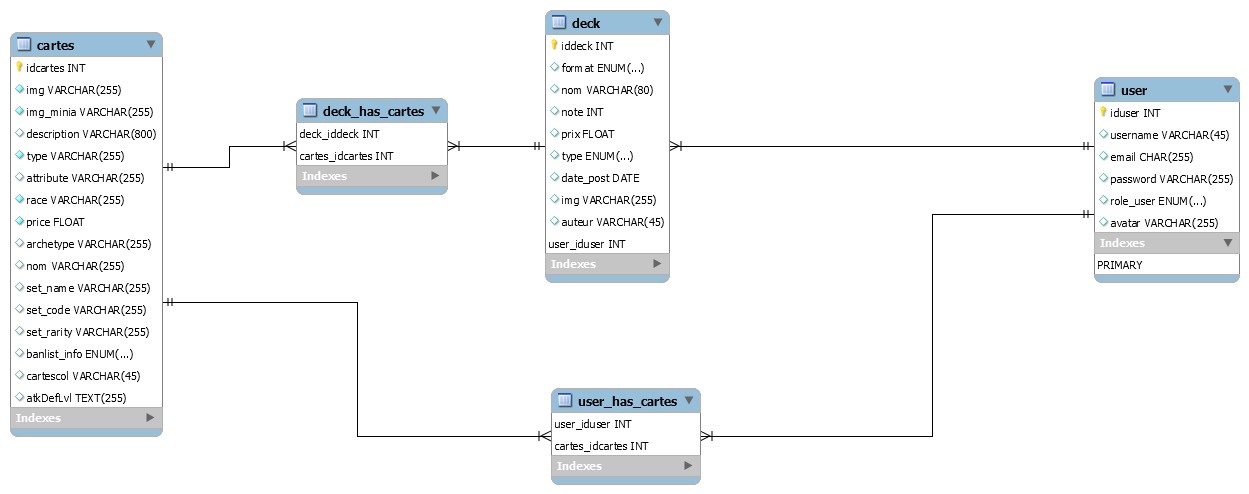 cartes
idcartes INT
img VARCHAR(255)
img_minia VARCHAR(255)
description VARCHAR(800)
type VARCHAR(255)
attribute VARCHAR(255)
race VARCHAR(255)
price FLOAT
archetype VARCHAR(255)
nom VARCHAR(255)
set_name VARCHAR(255)
set_code VARCHAR(255)
set_rarity VARCHAR(255)
banlist_info ENUM(...)
cartescol VARCHAR(45)
atkDefLvl TEXT(255)
Indexes
deck_has_cartes
deck_iddeck INT
cartes_idcartes INT
Indexes
deck
iddeck INT
format ENUM(...)
nom VARCHAR(80)
note INT
prix FLOAT
type ENUM(...)
date_post DATE
img VARCHAR(255)
auteur VARCHAR(45)
user_iduser INT
Indexes
user
iduser INT
username VARCHAR(45)
email CHAR(255)
password VARCHAR(255)
role_user ENUM(...)
avatar VARCHAR(255)
Indexes
PRIMARY
user_has_cartes
user_iduser INT
cartes_idcartes INT
Indexes